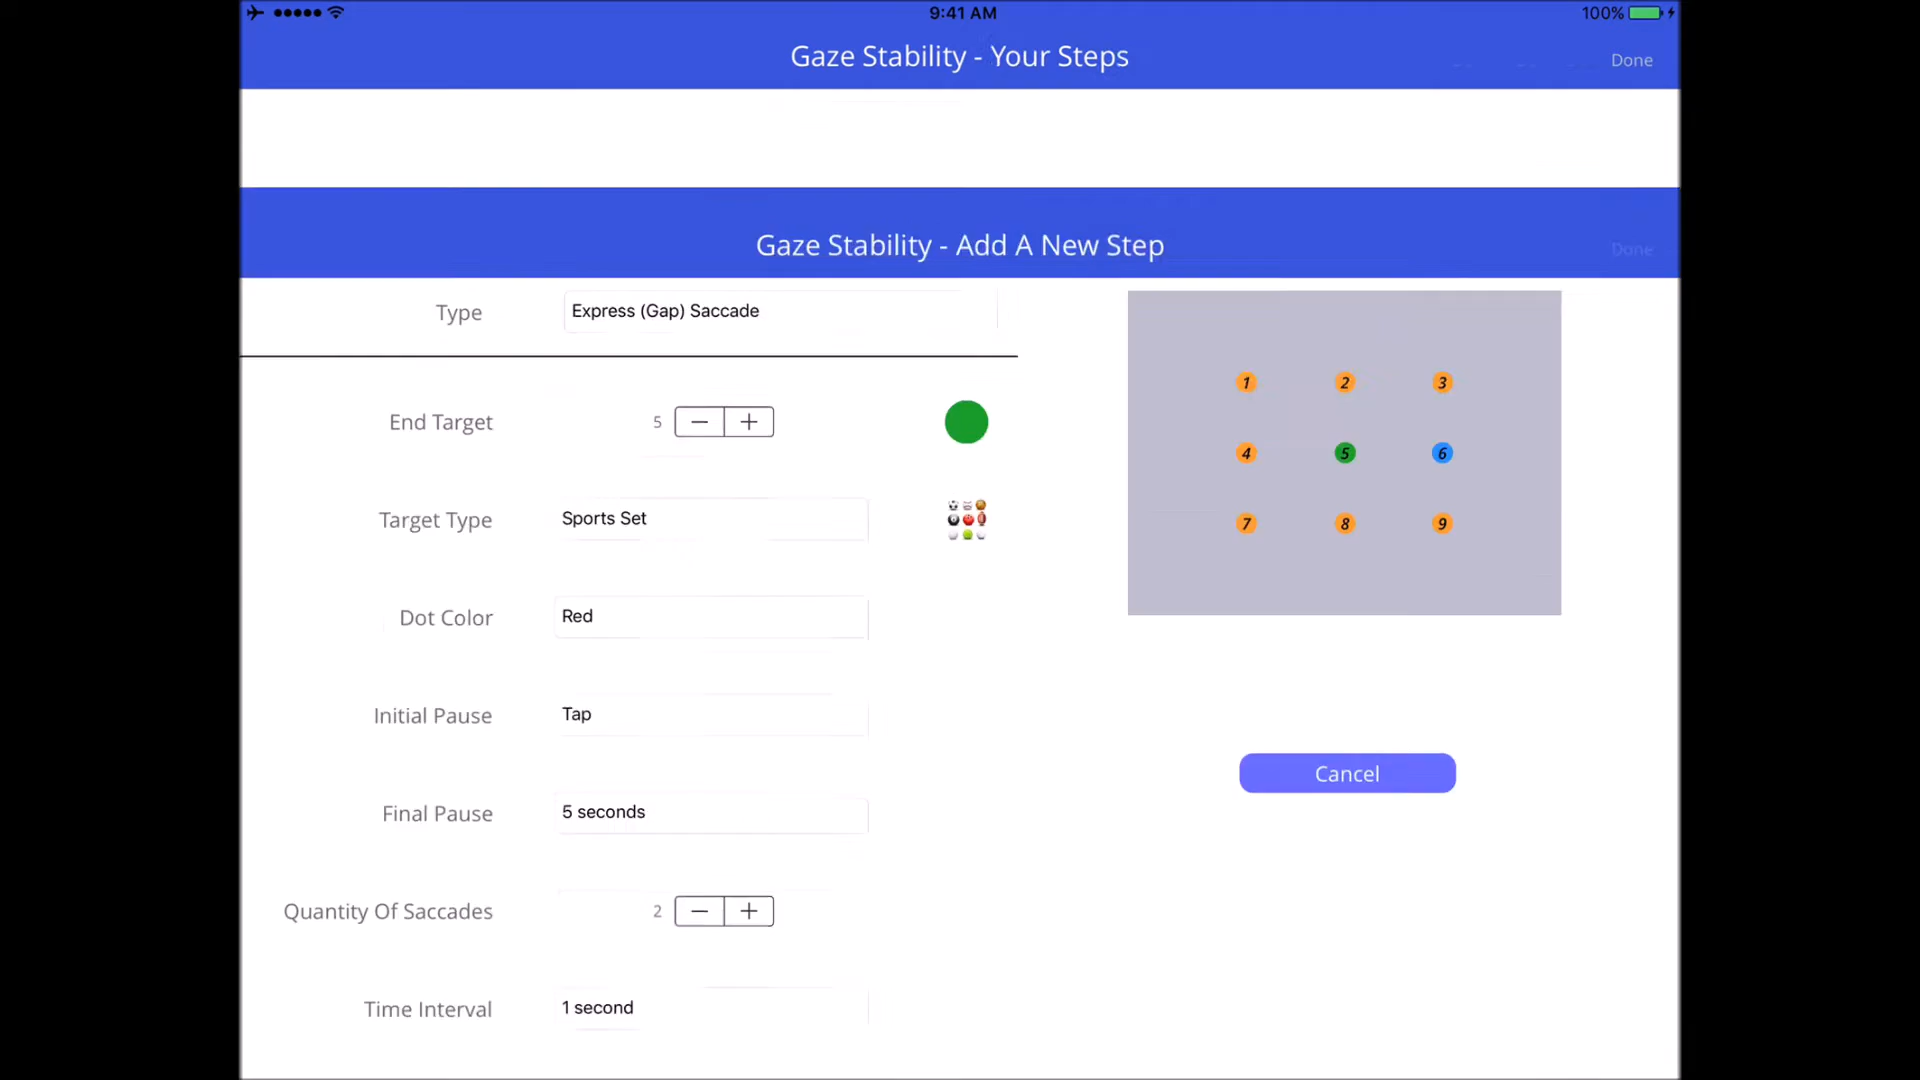 9:41 AM
100%
Gaze Stability - Your Steps
Done
Gaze Stability - Add A New Step
Done
Type
Express (Gap) Saccade
End Target
5
Target Type
Sports Set
Dot Color
Red
Initial Pause
Tap
Final Pause
5 seconds
Quantity Of Saccades
2
Time Interval
1 second
1 2 3
4 5 6
7 8 9
Cancel